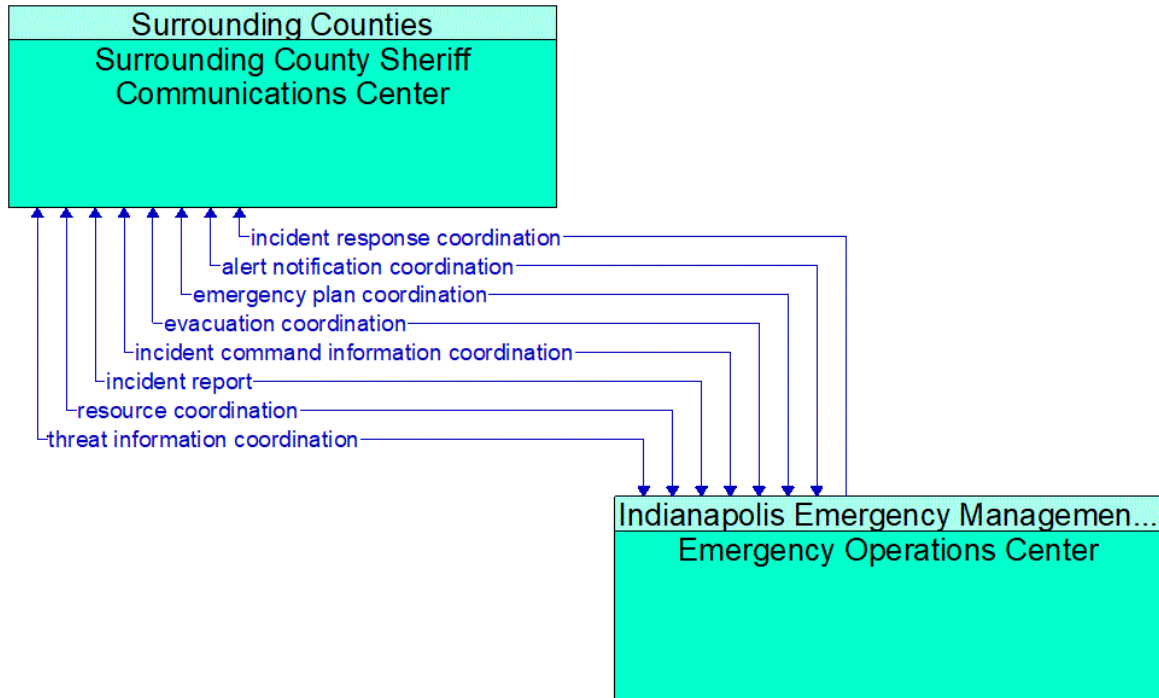 Surrounding Counties
Surrounding County Sheriff
Communications Center
incident response coordination
alert notification coordination
emergency plan coordination
evacuation coordination
incident command information coordination
incident report
resource coordination
threat information coordination
Indianapolis Emergency Managemen...
Emergency Operations Center